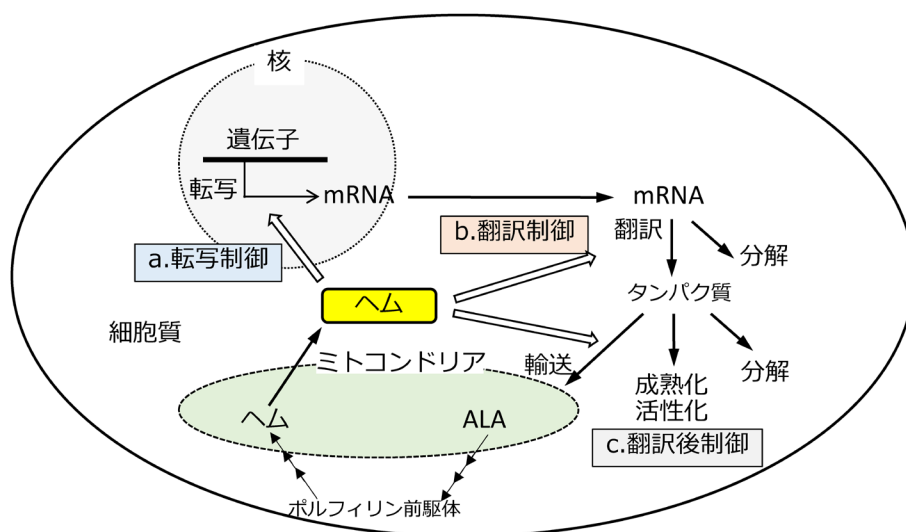 核
遺伝子
転写
mRNA
mRNA
a.転写制御
b.翻訳制御
翻訳
分解
ヘム
タンパク質
細胞質
ミトコンドリア
輸送
分解
成熟化
活性化
ヘム
ALA
c.翻訳後制御
ポルフィリン前駆体